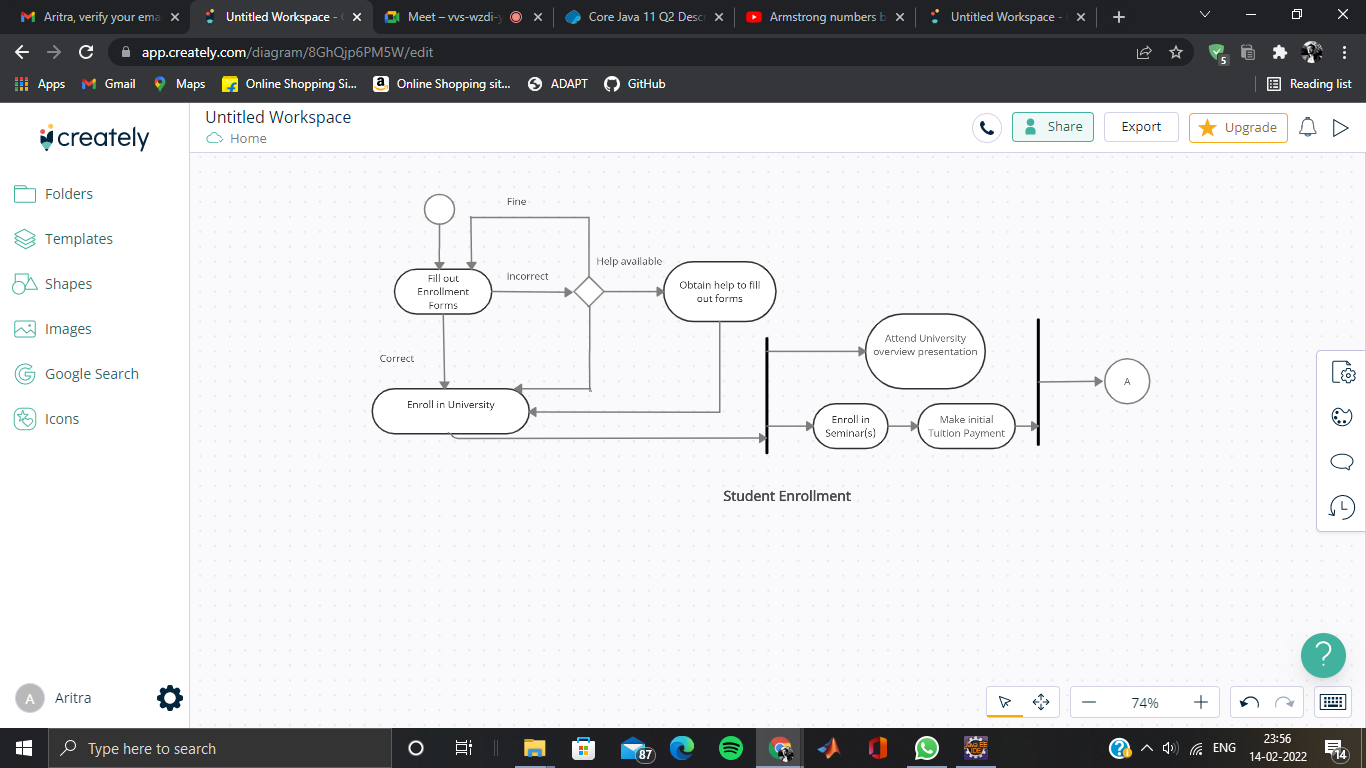 Aritra, verify your ema
Untitled Workspace -
Meet – vvs-wzdi-
Core Java 11 Q2 Desc
Armstrong numbers b
Untitled Workspace -
app.creately.com/diagram/8GhQjp6PM5W/edit
5
Apps
Gmail
Maps
Online Shopping Si...
Online Shopping sit...
ADAPT
GitHub
Reading list
creately
Untitled Workspace
Home
Share
Export
Upgrade
Folders
Templates
Shapes
Images
Google Search
Icons
Fine
Help available
Incorrect
Fill out
Enrollment
Forms
Obtain help to fill
out forms
Correct
Enroll in University
Attend University
overview presentation
Enroll in
Seminar(s)
Make initial
Tuition Payment
A
Student Enrollment
?
A
Aritra
74%
Type here to search
87
Java EE
IDE
ENG
23:56
14-02-2022
14